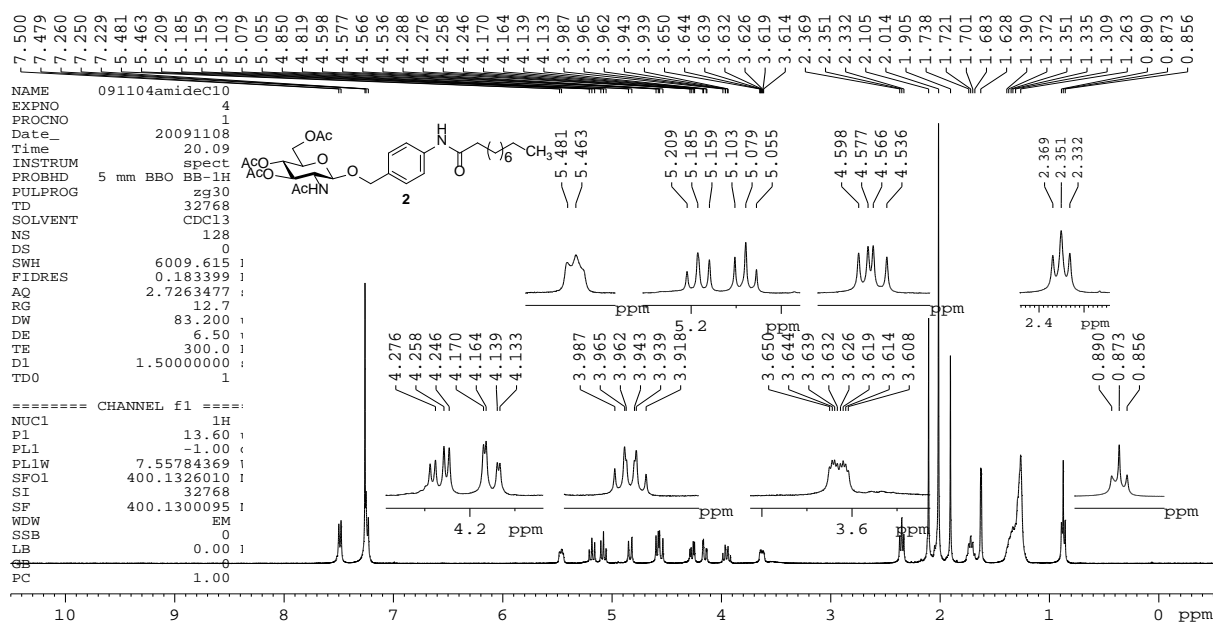 7.500 7.479 7.260 7.250 7.229 5.481 5.463 5.209 5.185 5.159 5.103 5.079 5.055 4.850 4.819 4.598 4.577 4.566 4.536 4.288 4.276 4.258 4.246 4.170 4.164 4.139 4.133 3.987 3.965 3.962 3.943 3.939 3.650 3.644 3.639 3.632 3.626 3.619 3.614 2.369 2.351 2.332 2.105 2.014 1.905 1.738 1.721 1.701 1.683 1.628 1.390 1.372 1.351 1.335 1.309 1.263 0.890 0.873 0.856
NAME 091104amideC10
EXPNO 4
PROCNO 1
Date_ 20091108
Time 20.09
INSTRUM spect
PROBHD 5 mm BBO BB-1H
PULPROG zg30
TD 32768
SOLVENT CDCl3
NS 128
DS 0
SWH 6009.615
FIDRES 0.183399
AQ 2.7263477
RG 12.7
DW 83.200
DE 6.50
TE 300.0
D1 1.50000000
TD0 1
======== CHANNEL f1 ====
NUC1 1H
P1 13.60
PL1 -1.00
PL1W 7.55784369
SFO1 400.1326010
SI 32768
SF 400.1300095
WDW EM
SSB 0
LB 0.00
GB 0
PC 1.00
OAc
AcO
AcO
AcHN
O
O
H
N
O
( )6
CH3
2
5.481 5.463
5.209 5.185 5.159 5.103 5.079 5.055
4.598 4.577 4.566 4.536
2.369 2.351 2.332
ppm
5.2 ppm
ppm
2.4 ppm
4.276 4.258 4.246 4.170 4.164 4.139 4.133
3.987 3.965 3.962 3.943 3.939 3.918
3.650 3.644 3.639 3.632 3.626 3.619 3.614 3.608
0.890 0.873 0.856
4.2 ppm
ppm
3.6 ppm
ppm
10 9 8 7 6 5 4 3 2 1 0 ppm